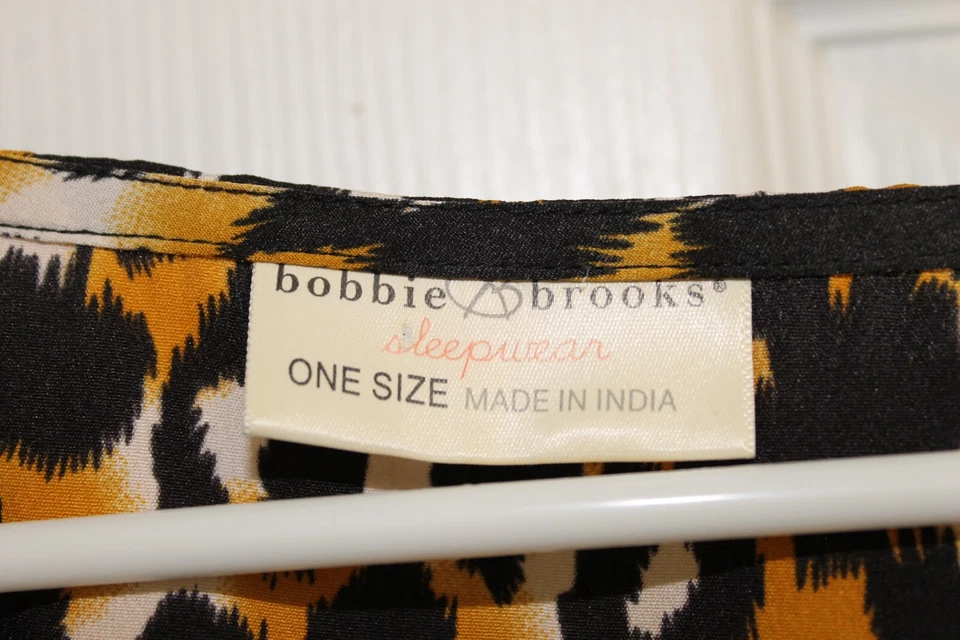 bobbie B brooks®
sleepwear
ONE SIZE MADE IN INDIA